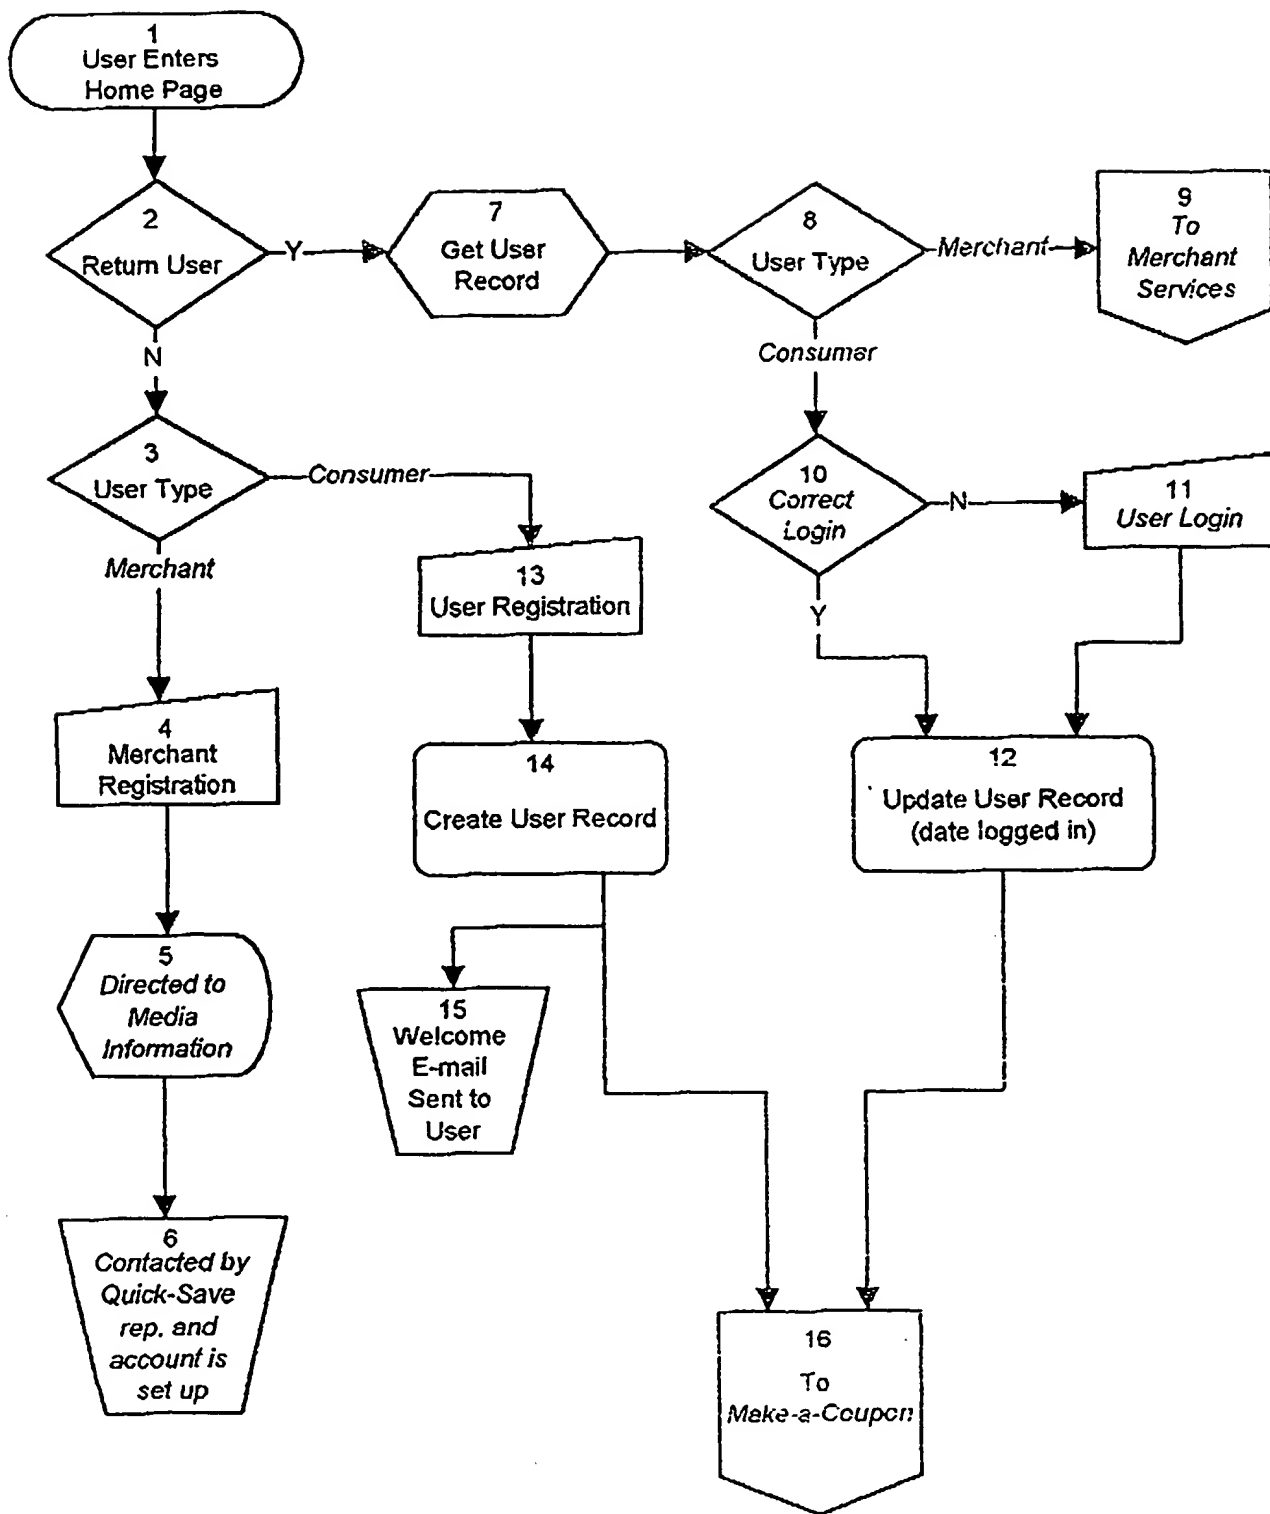 1
User Enters
Home Page
2
Return User
Y
7
Get User
Record
8
User Type
Merchant
9
To
Merchant
Services
N
Consumer
3
User Type
Consumer
10
Correct
Login
N
11
User Login
Merchant
13
User Registration
Y
4
Merchant
Registration
14
Create User Record
12
Update User Record
(date logged in)
5
Directed to
Media
Information
15
Welcome
E-mail
Sent to
User
6
Contacted by
Quick-Save
rep. and
account is
set up
16
To
Make-a-Coupon